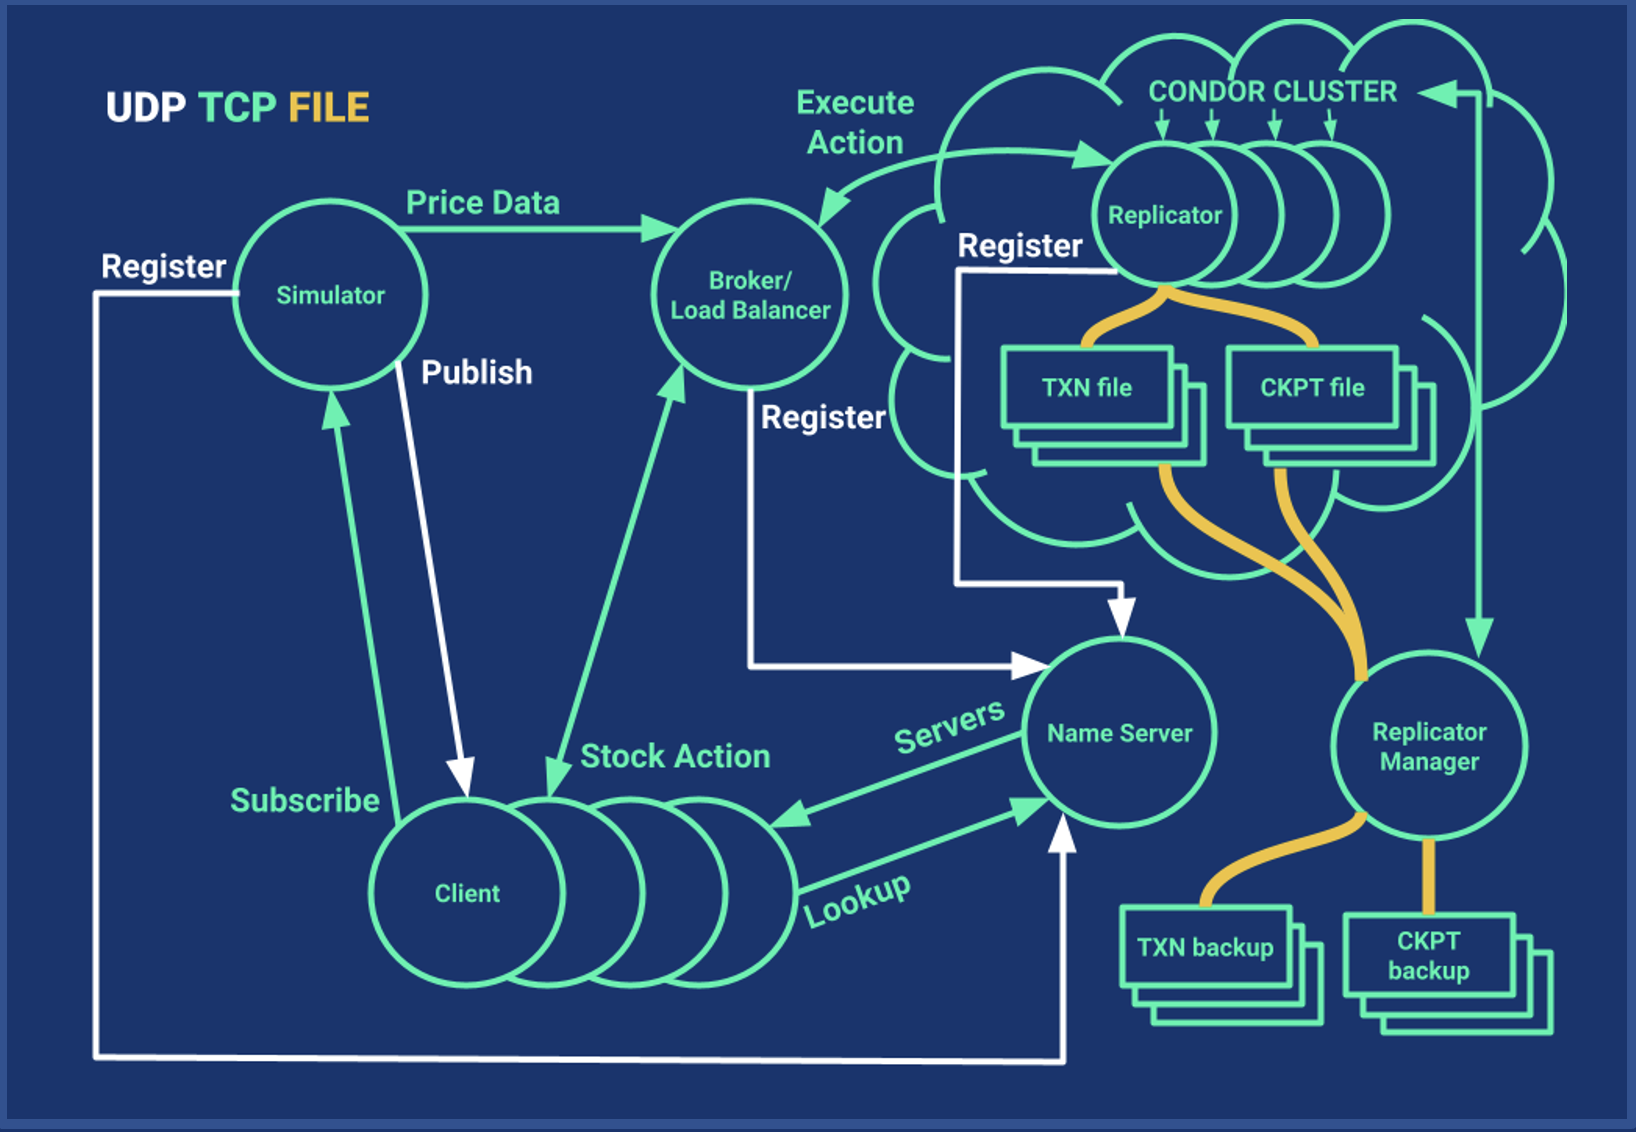 UDP TCP FILE
Execute
Action
CONDOR CLUSTER
Price Data
Replicator
Register
Register
Simulator
Broker/
Load Balancer
Publish
Register
TXN file
CKPT file
Servers
Name Server
Replicator
Manager
Stock Action
Subscribe
Client
Lookup
TXN backup
CKPT
backup